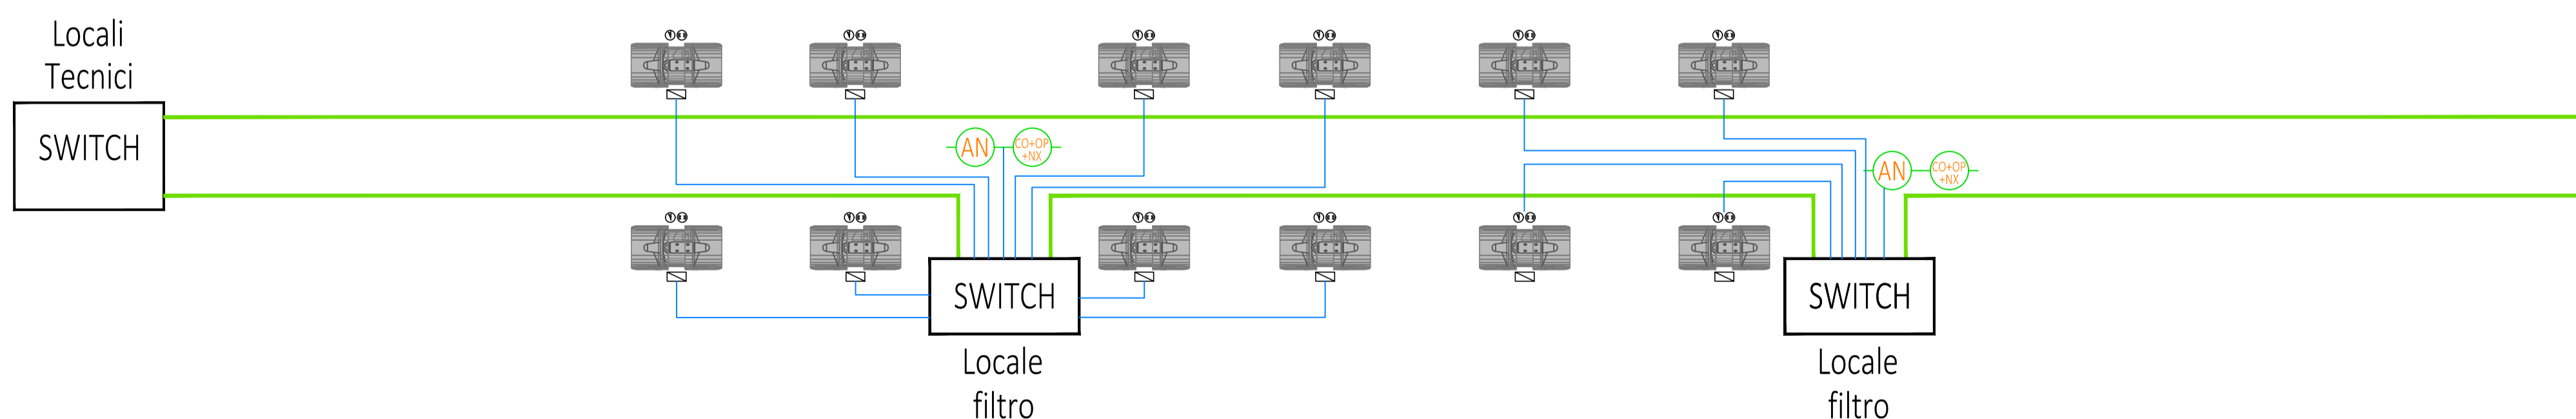 Locali
Tecnici
SWITCH
AN
CO+OP
+NX
AN
CO+OP
+NX
SWITCH
Locale
filtro
SWITCH
Locale
filtro